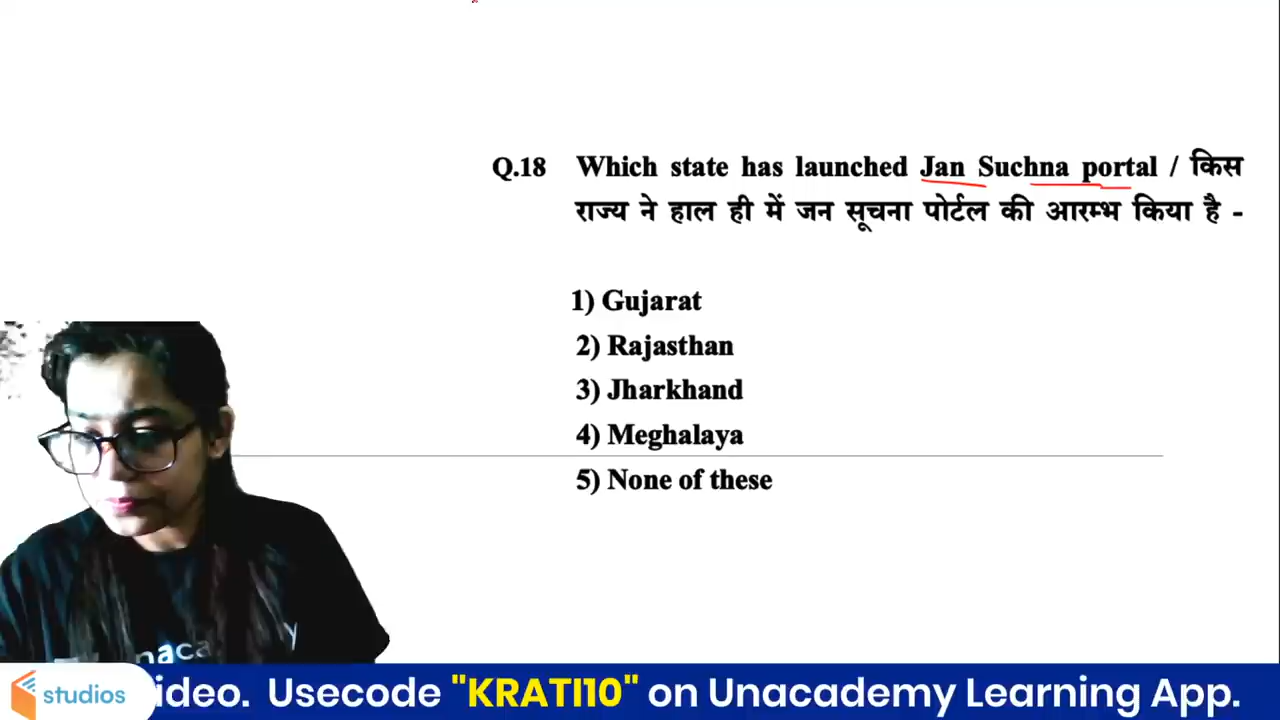 Q.18 Which state has launched Jan Suchna portal / किस
राज्य ने हाल ही में जन सूचना पोर्टल की आरम्भ किया है -
1) Gujarat
2) Rajasthan
3) Jharkhand
4) Meghalaya
5) None of these
studios
ideo. Usecode "KRATI10" on Unacademy Learning App.